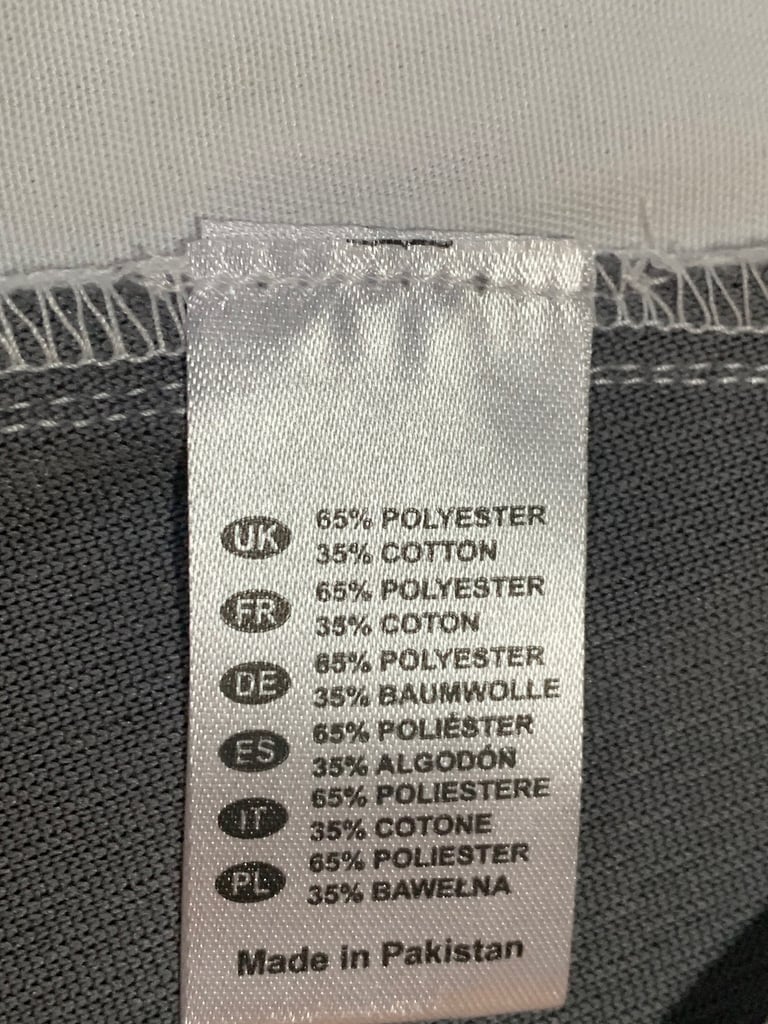 UK 65% POLYESTER
35% COTTON
FR 65% POLYESTER
35% COTON
DE 65% POLYESTER
35% BAUMWOLLE
ES 65% POLIÉSTER
35% ALGODÓN
IT 65% POLIESTERE
35% COTONE
PL 65% POLIESTER
35% BAWEŁNA
Made in Pakistan